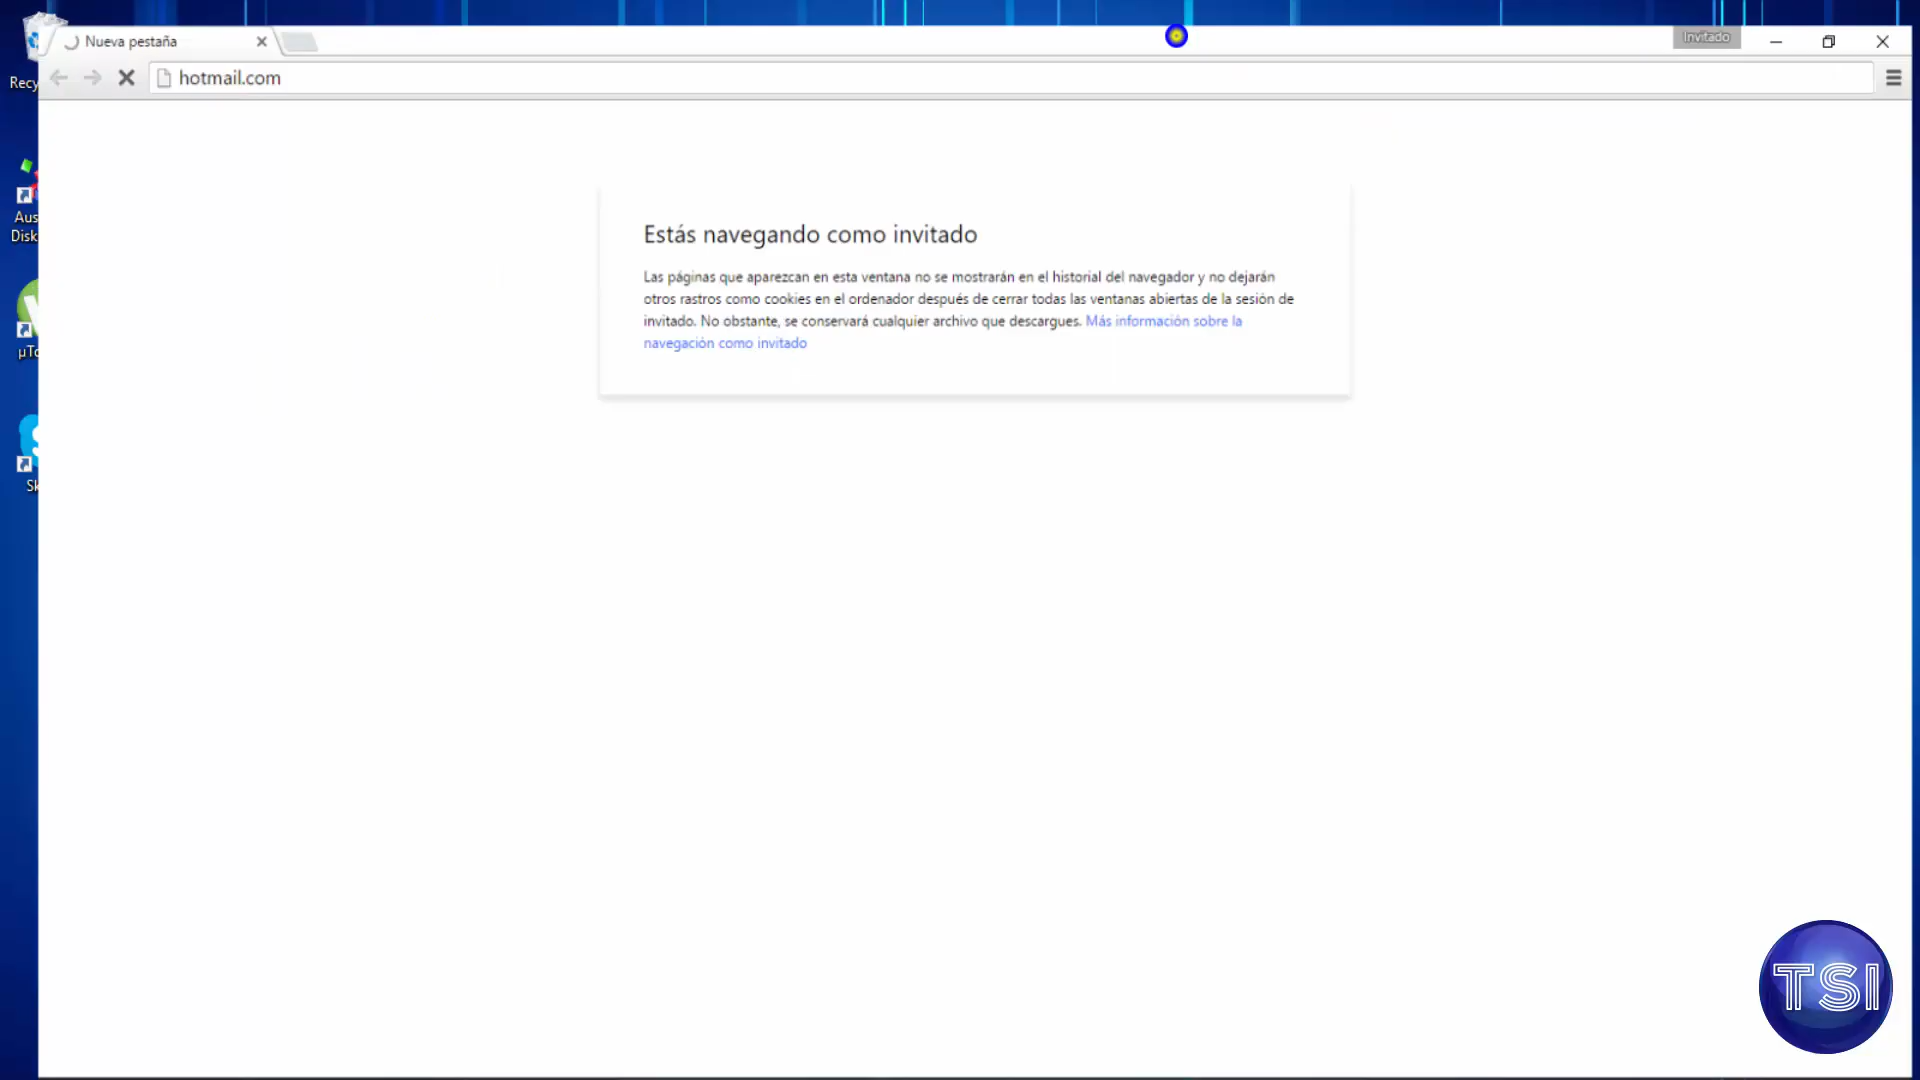 Nueva pestaña
Invitado
hotmail.com
Estás navegando como invitado
Las páginas que aparezcan en esta ventana no se mostrarán en el historial del navegador y no dejarán
otros rastros como cookies en el ordenador después de cerrar todas las ventanas abiertas de la sesión de
invitado. No obstante, se conservará cualquier archivo que descargues. Más información sobre la
navegación como invitado
TSI